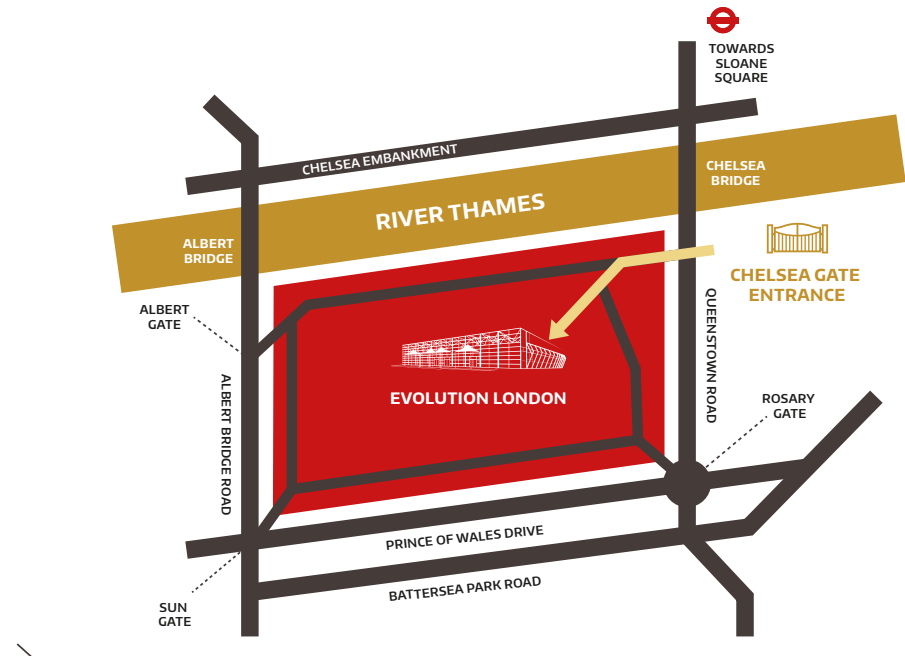 TOWARDS
SLOANE
SQUARE
CHELSEA EMBANKMENT
CHELSEA
BRIDGE
RIVER THAMES
ALBERT
BRIDGE
CHELSEA GATE
ENTRANCE
ALBERT
GATE
QUEENSTOWN ROAD
EVOLUTION LONDON
ALBERT BRIDGE ROAD
ROSARY
GATE
PRINCE OF WALES DRIVE
BATTERSEA PARK ROAD
SUN
GATE